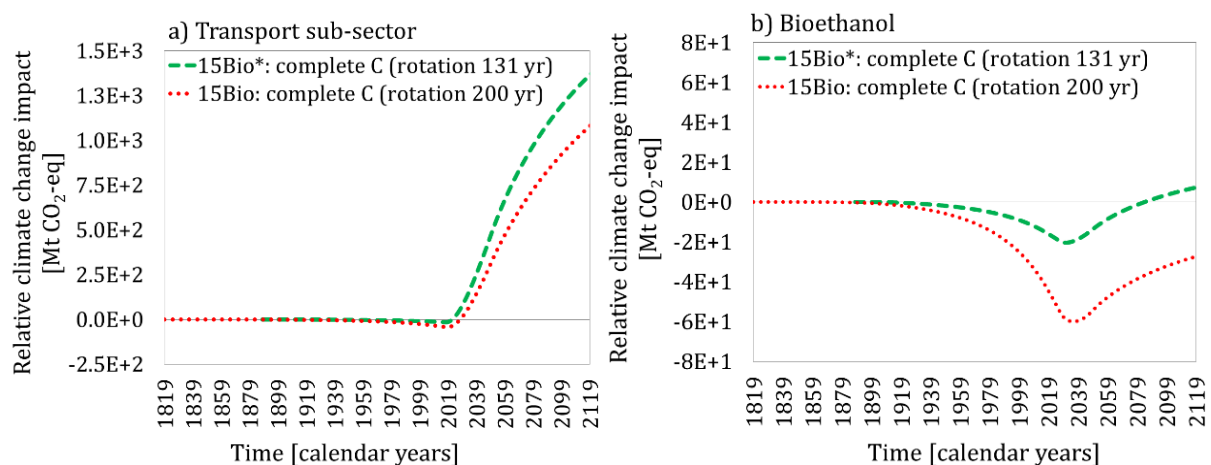 a) Transport sub-sector
Relative climate change impact
[Mt CO₂-eq]
1.5E+3
1.3E+3
1.0E+3
7.5E+2
5.0E+2
2.5E+2
0.0E+0
-2.5E+2
15Bio*: complete C (rotation 131 yr)
15Bio: complete C (rotation 200 yr)
1819
1839
1859
1879
1899
1919
1939
1959
1979
1999
2019
2039
2059
2079
2099
2119
Time [calendar years]
b) Bioethanol
Relative climate change impact
[Mt CO₂-eq]
8E+1
6E+1
4E+1
2E+1
0E+0
-2E+1
-4E+1
-6E+1
-8E+1
15Bio*: complete C (rotation 131 yr)
15Bio: complete C (rotation 200 yr)
1819
1839
1859
1879
1899
1919
1939
1959
1979
1999
2019
2039
2059
2079
2099
2119
Time [calendar years]